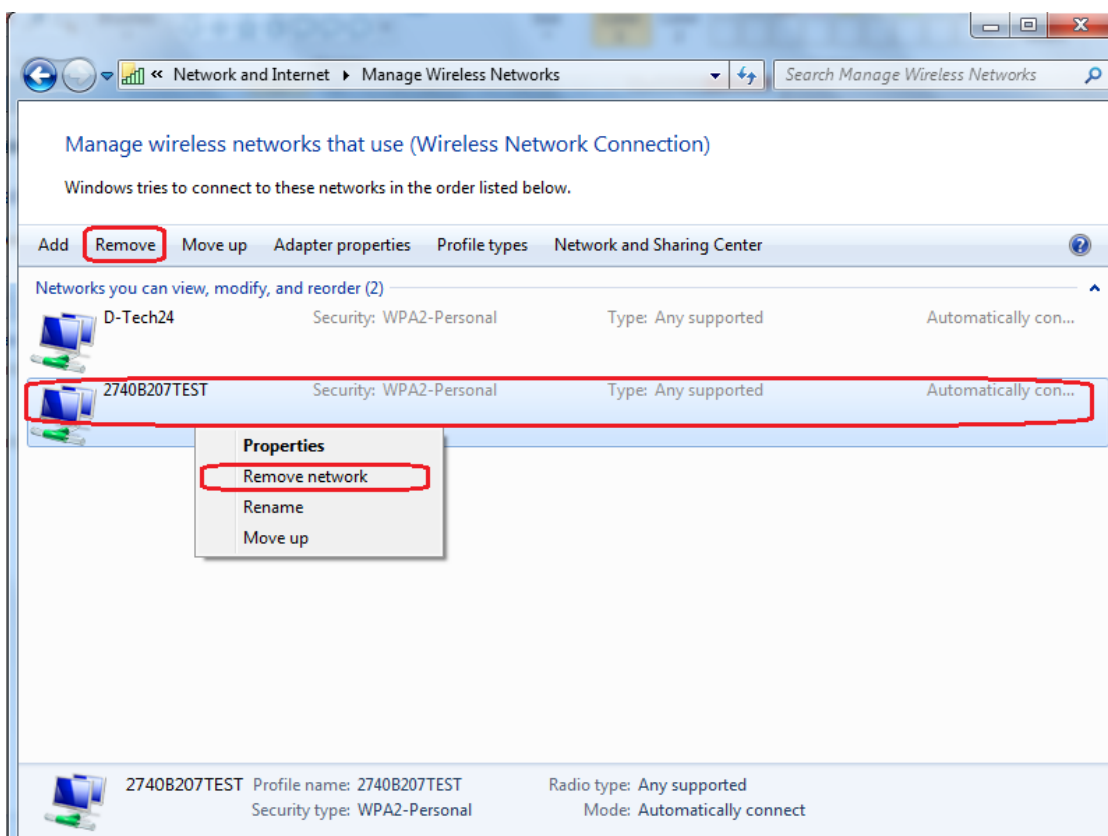 « Network and Internet ▸ Manage Wireless Networks Search Manage Wireless Networks
Manage wireless networks that use (Wireless Network Connection)
Windows tries to connect to these networks in the order listed below.
Add Remove Move up Adapter properties Profile types Network and Sharing Center
Networks you can view, modify, and reorder (2)
D-Tech24 Security: WPA2-Personal Type: Any supported Automatically con...
2740B207TEST Security: WPA2-Personal Type: Any supported Automatically con...
Properties
Remove network
Rename
Move up
2740B207TEST Profile name: 2740B207TEST Radio type: Any supported
Security type: WPA2-Personal Mode: Automatically connect